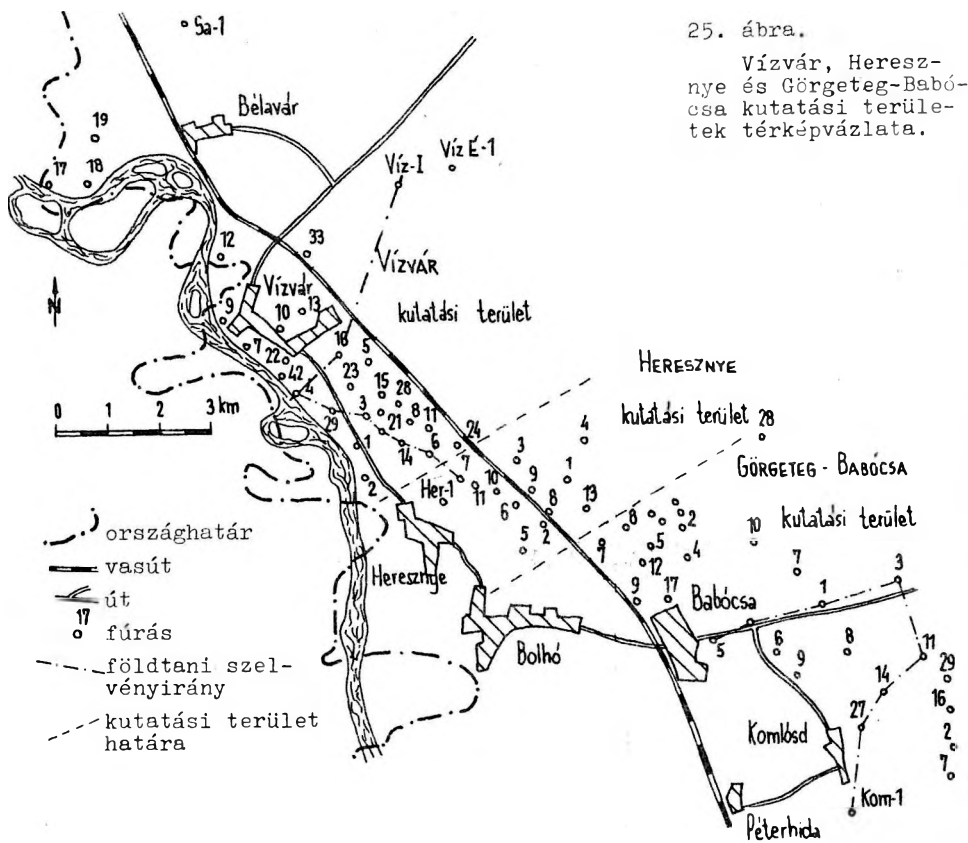 25. ábra.
Vízvár, Heresz-
nye és Görgeteg-Babó-
csa kutatási terüle-
tek térképvázlata.
Sa-1
Bélavár
19
17
18
Víz-I
Víz É-1
12
33
VÍZVÁR
kutatási terület
Vízvár
N
9
10
13
7
22
42
4
18
5
23
15
28
3
21
8
11
29
14
6
24
1
2
HERESZNYE
kutatási terület
28
0 1 2 3 km
3
4
7
11
10
9
1
Her-1
6
8
13
5
2
GÖRGETEG - BABÓCSA
kutatási terület
10
8
2
5
4
7
12
9
17
7
1
3
Heresznye
Babócsa
Bolhó
5
6
9
8
11
14
27
29
16
2
7
Komlósd
Kom-1
Péterhida
országhatár
vasút
út
17
fúrás
földtani szel-
vényirány
kutatási terület
határa